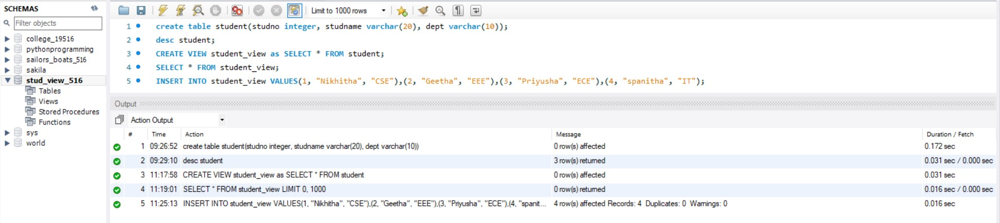 SCHEMAS
Filter objects
college_19516
pythonprogramming
sailors_boats_516
sakila
stud_view_516
Tables
Views
Stored Procedures
Functions
sys
world
Limit to 1000 rows
1 create table student(studno integer, studname varchar(20), dept varchar(10));
2 desc student;
3 CREATE VIEW student_view as SELECT * FROM student;
4 SELECT * FROM student_view;
5 INSERT INTO student_view VALUES(1, "Nikhitha", "CSE"),(2, "Geetha", "EEE"),(3, "Priyusha", "ECE"),(4, "spanitha", "IT");
Output
Action Output
# Time Action Message Duration / Fetch
1 09:26:52 create table student(studno integer, studname varchar(20), dept varchar(10)) 0 row(s) affected 0.172 sec
2 09:29:10 desc student 3 row(s) returned 0.031 sec / 0.000 sec
3 11:17:58 CREATE VIEW student_view as SELECT * FROM student 0 row(s) affected 0.031 sec
4 11:19:01 SELECT * FROM student_view LIMIT 0, 1000 0 row(s) returned 0.016 sec / 0.000 sec
5 11:25:13 INSERT INTO student_view VALUES(1, "Nikhitha", "CSE"),(2, "Geetha", "EEE"),(3, "Priyusha", "ECE"),(4, "spanit... 4 row(s) affected Records: 4 Duplicates: 0 Warnings: 0 0.016 sec